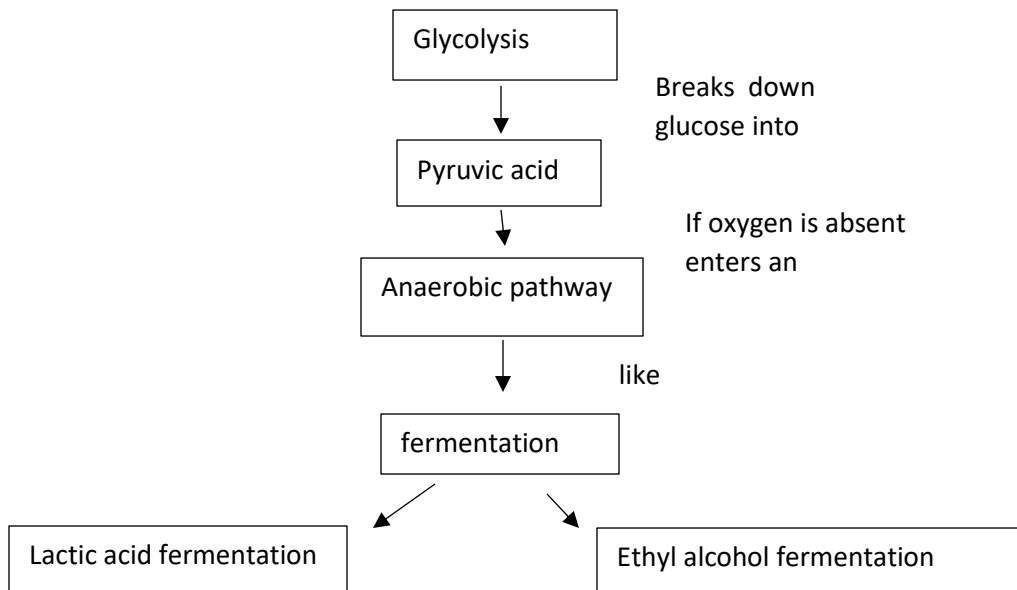 Glycolysis
Breaks down
glucose into
Pyruvic acid
If oxygen is absent
enters an
Anaerobic pathway
like
fermentation
Lactic acid fermentation
Ethyl alcohol fermentation